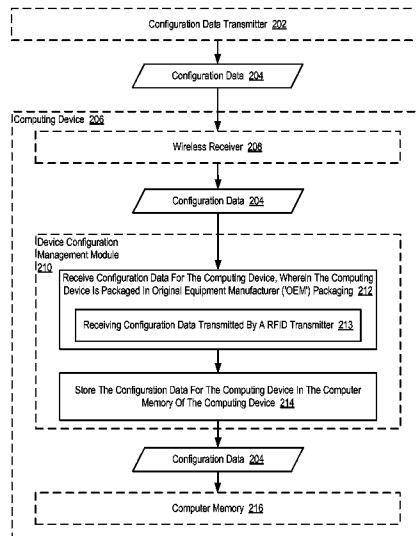 Configuration Data Transmitter 202
Configuration Data 204
Computing Device 206
Wireless Receiver 208
Configuration Data 204
Device Configuration
Management Module
210
Receive Configuration Data For The Computing Device, Wherein The Computing
Device Is Packaged In Original Equipment Manufacturer ('OEM') Packaging 212
Receiving Configuration Data Transmitted By A RFID Transmitter 213
Store The Configuration Data For The Computing Device In The Computer
Memory Of The Computing Device 214
Configuration Data 204
Computer Memory 216